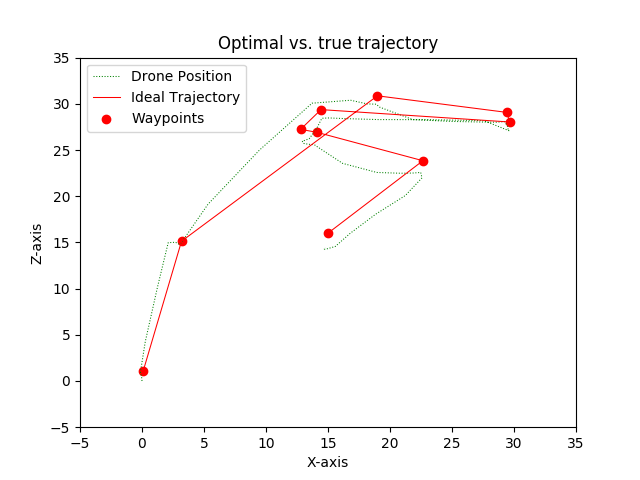 Optimal vs. true trajectory
35
30
25
20
15
10
5
0
−5
Z-axis
Drone Position
Ideal Trajectory
Waypoints
−5 0 5 10 15 20 25 30 35
X-axis